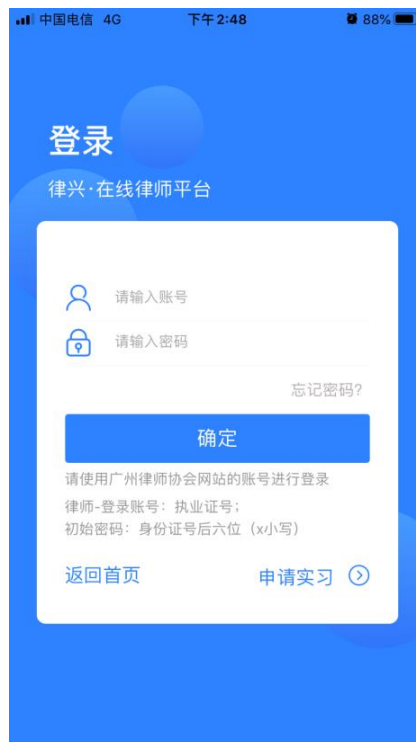 中国电信 4G 下午2:48 88%
登录
律兴·在线律师平台
请输入账号
请输入密码
忘记密码?
确定
请使用广州律师协会网站的账号进行登录
律师-登录账号：执业证号；
初始密码：身份证号后六位（x小写）
返回首页 申请实习